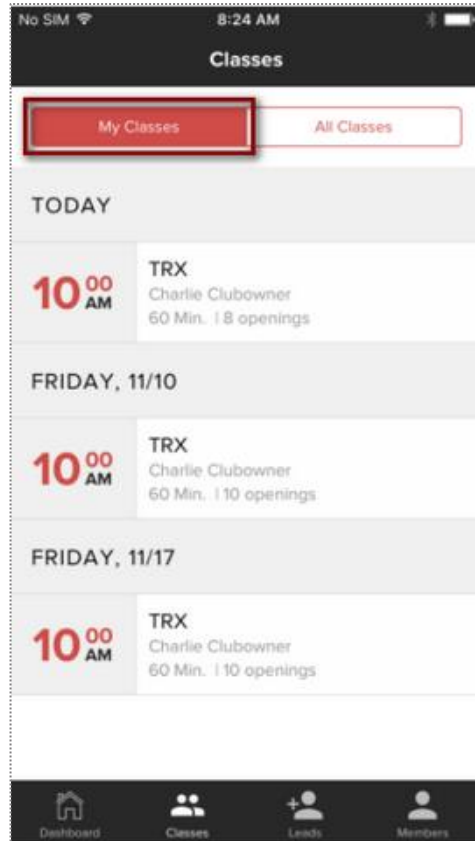 No SIM 8:24 AM
Classes
My Classes All Classes
TODAY
10 00 AM
TRX
Charlie Clubowner
60 Min. | 8 openings
FRIDAY, 11/10
10 00 AM
TRX
Charlie Clubowner
60 Min. | 10 openings
FRIDAY, 11/17
10 00 AM
TRX
Charlie Clubowner
60 Min. | 10 openings
Dashboard Classes Leads Members